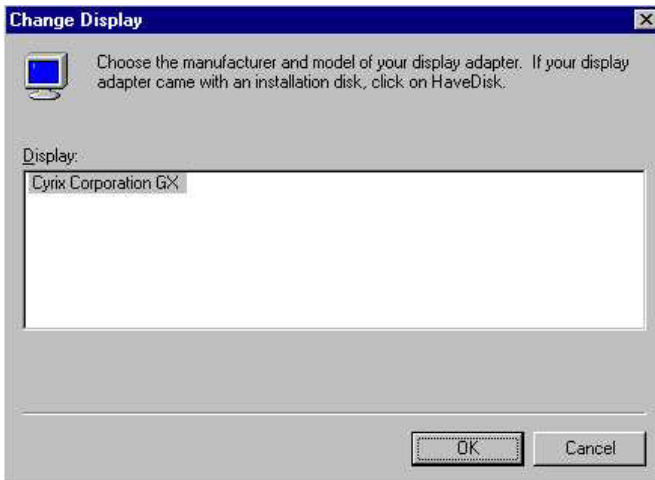 Change Display
Choose the manufacturer and model of your display adapter. If your display
adapter came with an installation disk, click on HaveDisk.
Display:
Cyrix Corporation GX
OK
Cancel